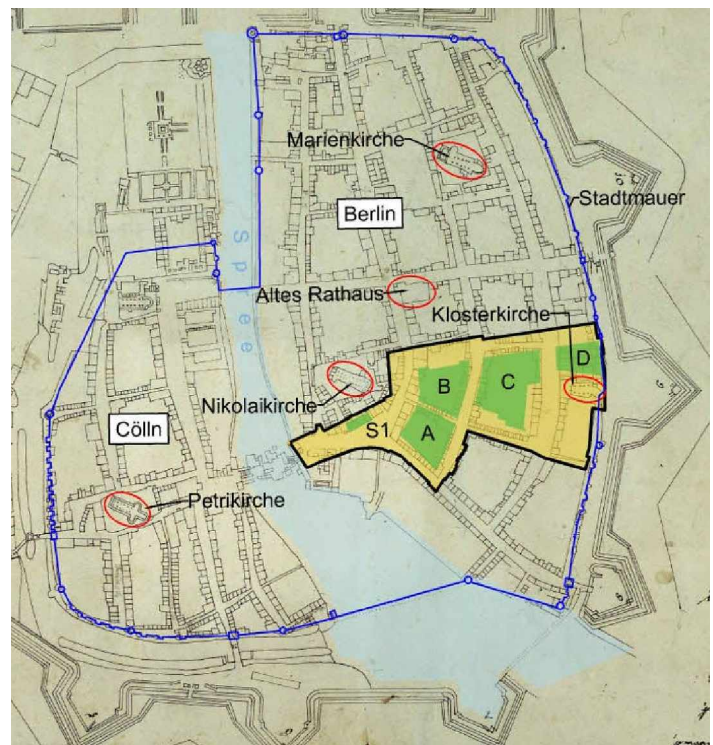 Marienkirche
Stadtmauer
Berlin
Spree
Altes Rathaus
Klosterkirche
D
B
C
Nikolaikirche
S1
A
Cölln
Petrikirche